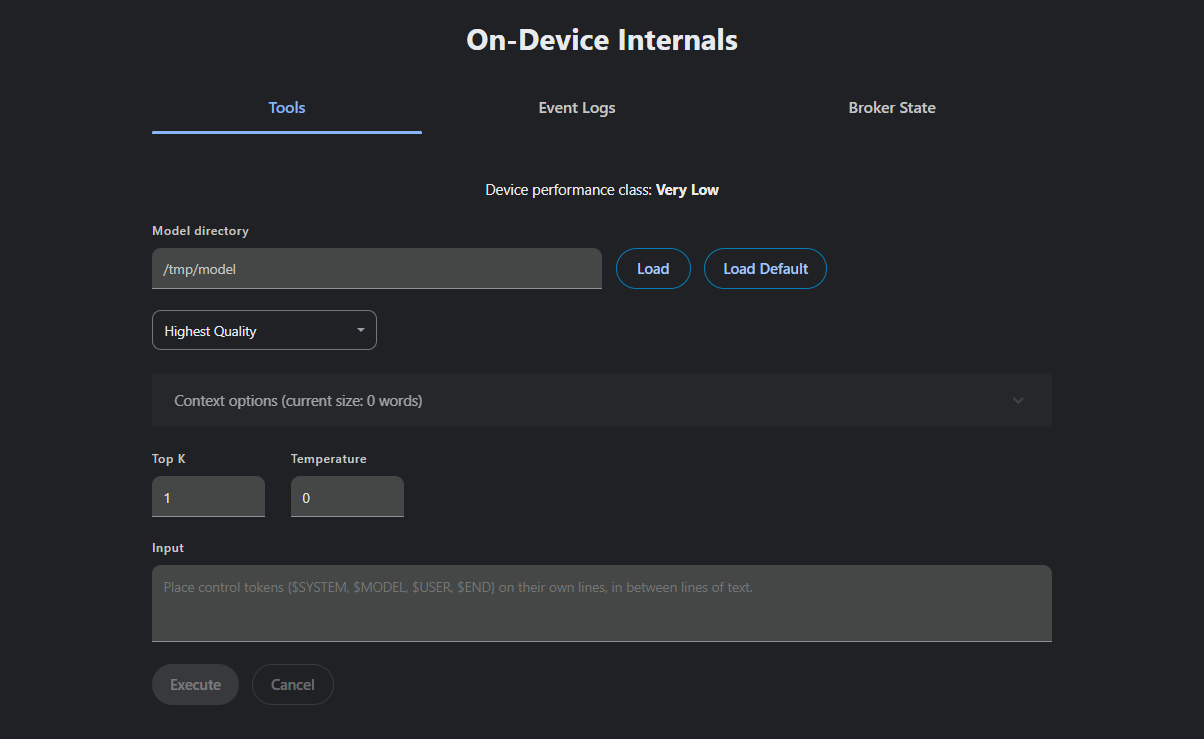 On-Device Internals
Tools
Event Logs
Broker State
Device performance class: Very Low
Model directory
/tmp/model
Load
Load Default
Highest Quality
Context options (current size: 0 words)
Top K
Temperature
1
0
Input
Place control tokens {$SYSTEM, $MODEL, $USER, $END} on their own lines, in between lines of text.
Execute
Cancel